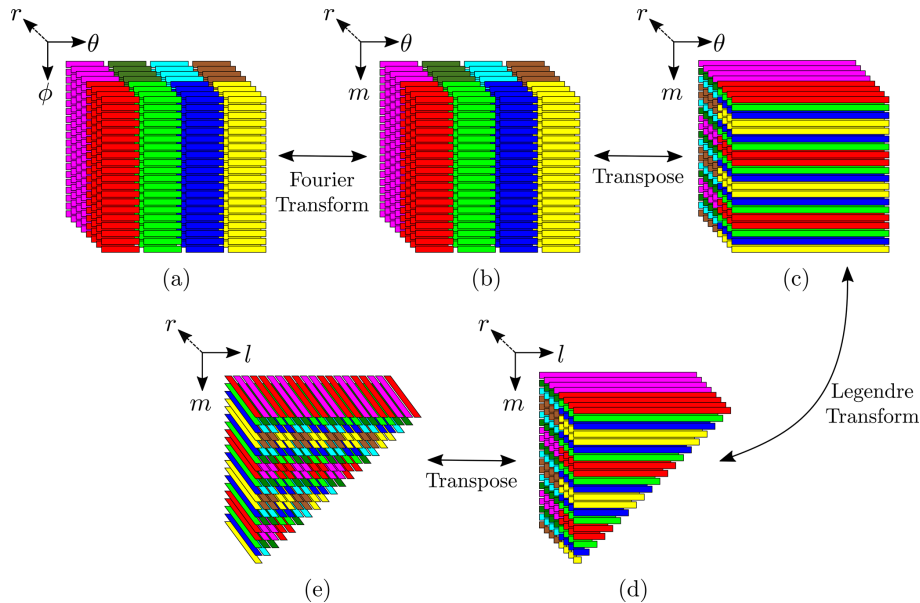 r
θ
ϕ
r
θ
m
r
θ
m
Fourier
Transform
Transpose
(a)
(b)
(c)
r
l
m
r
l
m
Legendre
Transform
Transpose
(e)
(d)